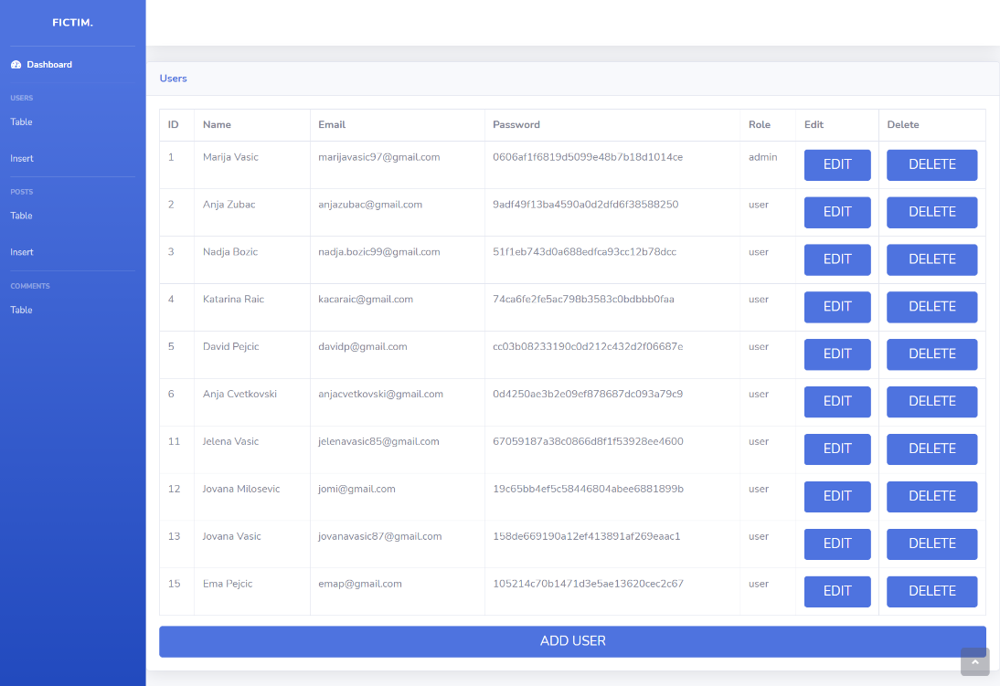 FICTIM.
Dashboard
USERS
Table
Insert
POSTS
Table
Insert
COMMENTS
Table
Users
ID Name Email Password Role Edit Delete
1 Marija Vasic marijavasic97@gmail.com 0606af1f6819d5099e48b7b18d1014ce admin EDIT DELETE
2 Anja Zubac anjazubac@gmail.com 9adf49f13ba4590a0d2dfd6f38588250 user EDIT DELETE
3 Nadja Bozic nadja.bozic99@gmail.com 51f1eb743d0a688edfca93cc12b78dcc user EDIT DELETE
4 Katarina Raic kacaraic@gmail.com 74ca6fe2fe5ac798b3583c0bdbbb0faa user EDIT DELETE
5 David Pejcic davidp@gmail.com cc03b08233190c0d212c432d2f06687e user EDIT DELETE
6 Anja Cvetkovski anjacvetkovski@gmail.com 0d4250ae3b2e09ef878687dc093a79c9 user EDIT DELETE
11 Jelena Vasic jelenavasic85@gmail.com 67059187a38c0866d8f1f53928ee4600 user EDIT DELETE
12 Jovana Milosevic jomi@gmail.com 19c65bb4ef5c58446804abee6881899b user EDIT DELETE
13 Jovana Vasic jovanavasic87@gmail.com 158de669190a12ef413891af269eaac1 user EDIT DELETE
15 Ema Pejcic emap@gmail.com 105214c70b1471d3e5ae13620cec2c67 user EDIT DELETE
ADD USER